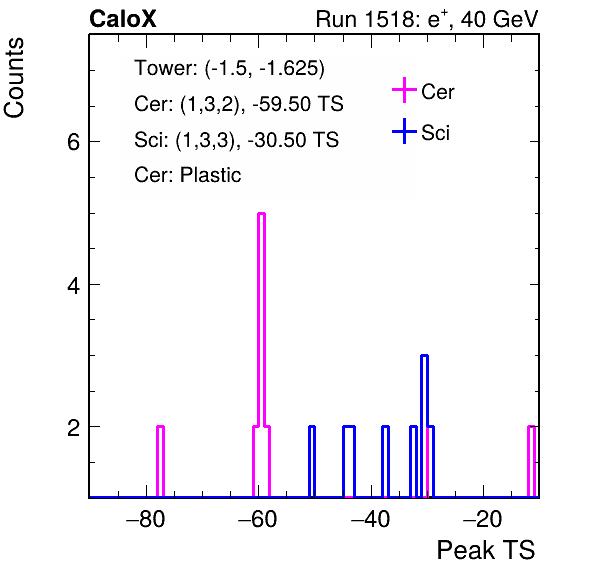 CaloX Run 1518: e⁺, 40 GeV
Counts
Tower: (-1.5, -1.625)
Cer: (1,3,2), -59.50 TS
Sci: (1,3,3), -30.50 TS
Cer: Plastic
Cer
Sci
6
4
2
−80 −60 −40 −20
Peak TS